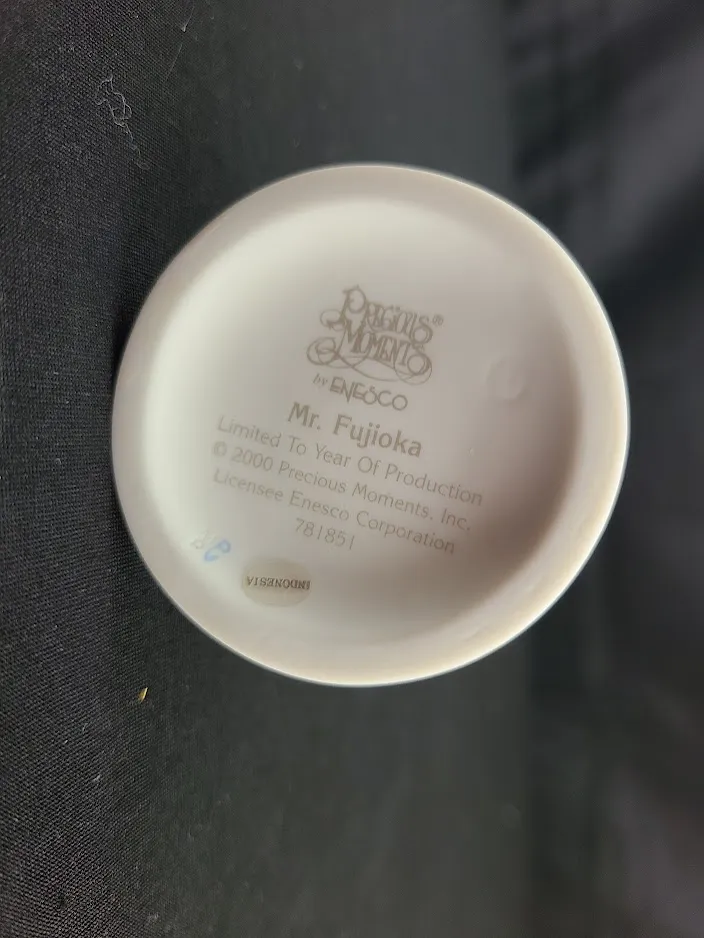 PRECIOUS
MOMENTS®
by ENESCO
Mr. Fujioka
Limited To Year Of Production
© 2000 Precious Moments, Inc.
Licensee Enesco Corporation
781851
INDONESIA